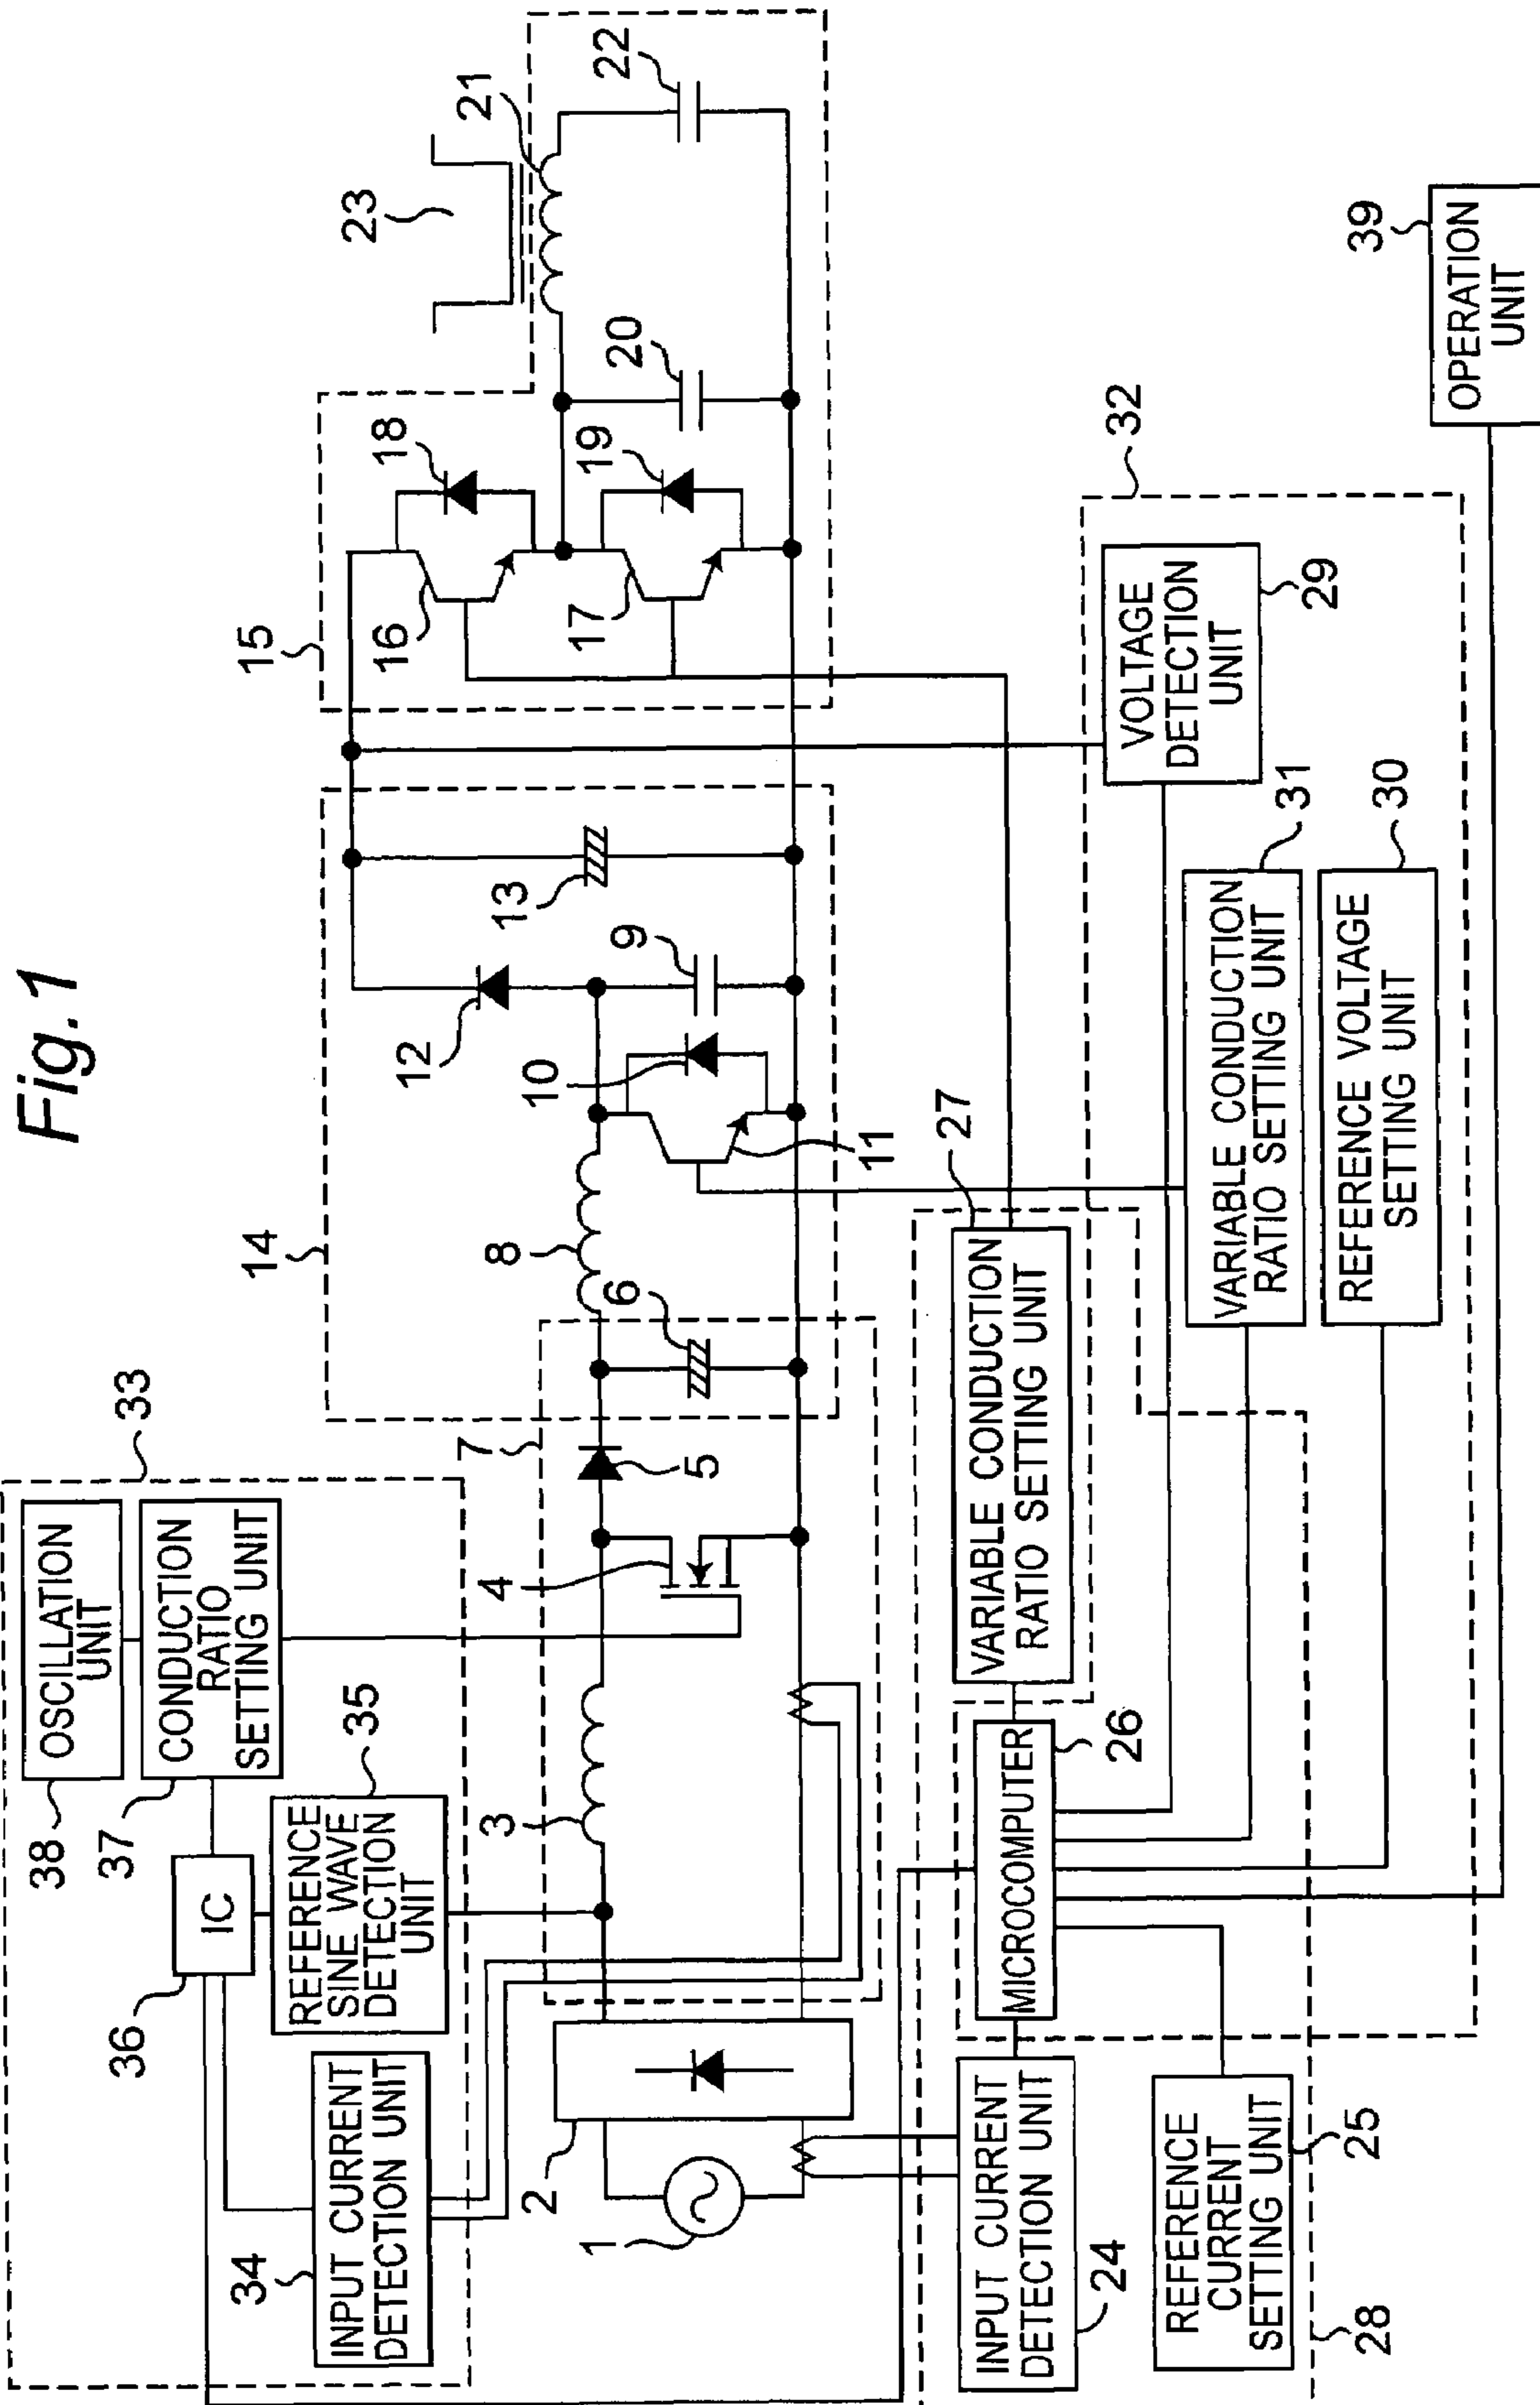 Fig.1
33
OSCILLATION
UNIT
38
CONDUCTION
RATIO
SETTING UNIT
37
IC
36
REFERENCE
SINE WAVE
DETECTION
UNIT
35
INPUT CURRENT
DETECTION UNIT
34
14
15
23
21
22
18
16
20
19
17
13
12
9
10
11
8
6
7
5
4
3
2
1
27
VARIABLE CONDUCTION
RATIO SETTING UNIT
MICROCOMPUTER
26
INPUT CURRENT
DETECTION UNIT
24
REFERENCE
CURRENT
SETTING UNIT
25
28
32
VOLTAGE
DETECTION
UNIT
29
VARIABLE CONDUCTION
RATIO SETTING UNIT
31
REFERENCE VOLTAGE
SETTING UNIT
30
OPERATION
UNIT
39